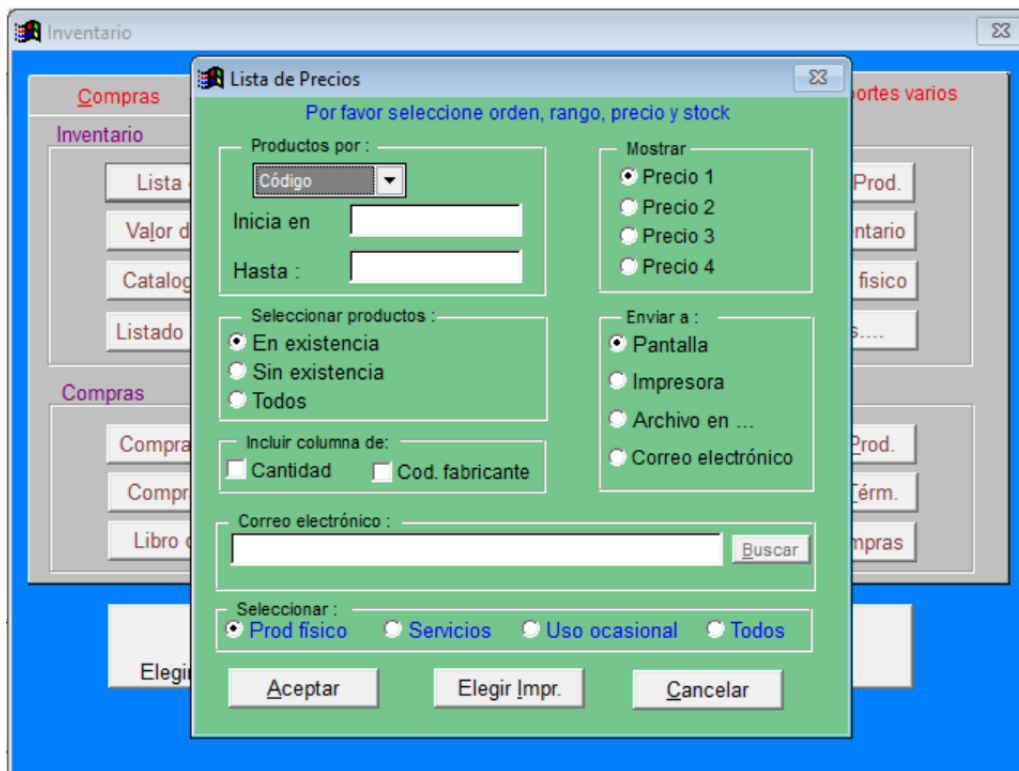 Inventario
Lista de Precios
Compras
ortes varios
Por favor seleccione orden, rango, precio y stock
Inventario
Productos por :
Mostrar
Lista
Código
Precio 1
Prod.
Precio 2
Valor d
Inicia en
Precio 3
ntario
Catalog
Hasta :
Precio 4
fisico
Listado
Seleccionar productos :
Enviar a :
s....
En existencia
Pantalla
Sin existencia
Impresora
Todos
Compras
Archivo en ...
Compra
Incluir columna de:
Correo electrónico
Prod.
Cantidad
Cod. fabricante
Compr
Térm.
Correo electrónico :
Libro
Buscar
mpras
Seleccionar :
Prod físico
Servicios
Uso ocasional
Todos
Elegi
Aceptar
Elegir Impr.
Cancelar